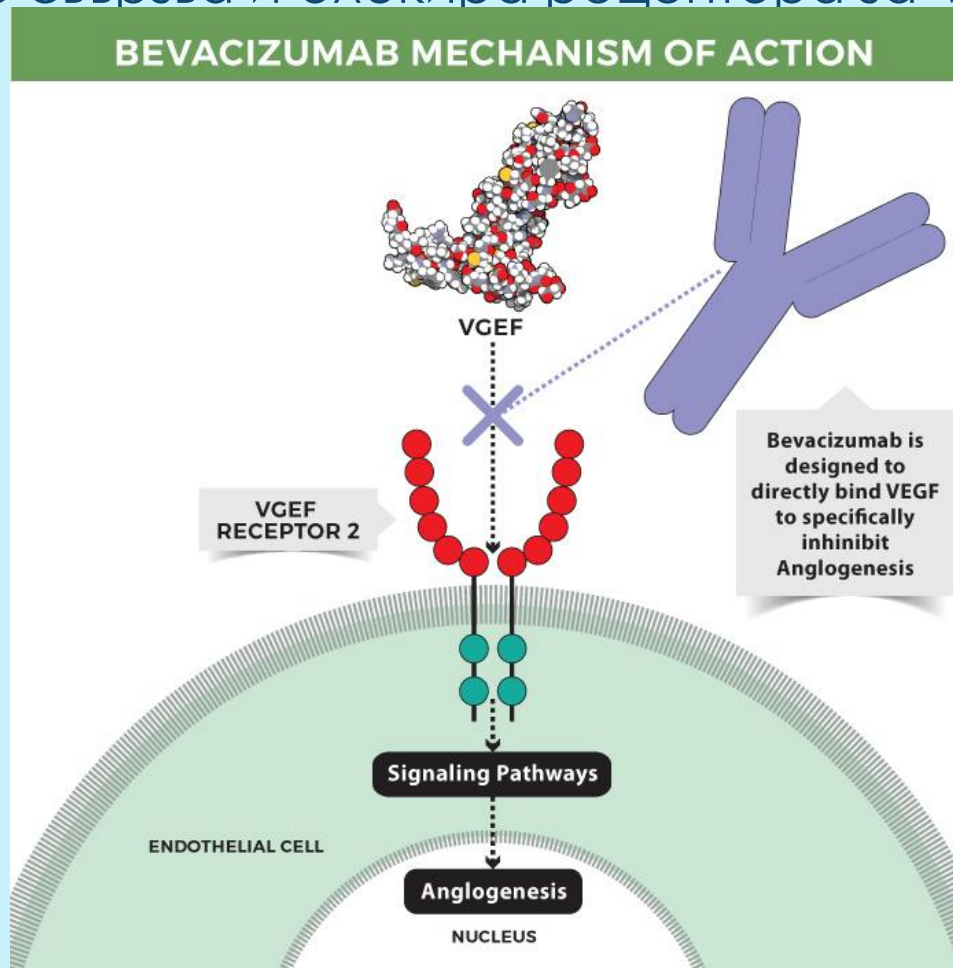 BEVACIZUMAB MECHANISM OF ACTION
VGEF
VGEF
RECEPTOR 2
Bevacizumab is
designed to
directly bind VEGF
to specifically
inhinibit
Anglogenesis
Signaling Pathways
ENDOTHELIAL CELL
Anglogenesis
NUCLEUS